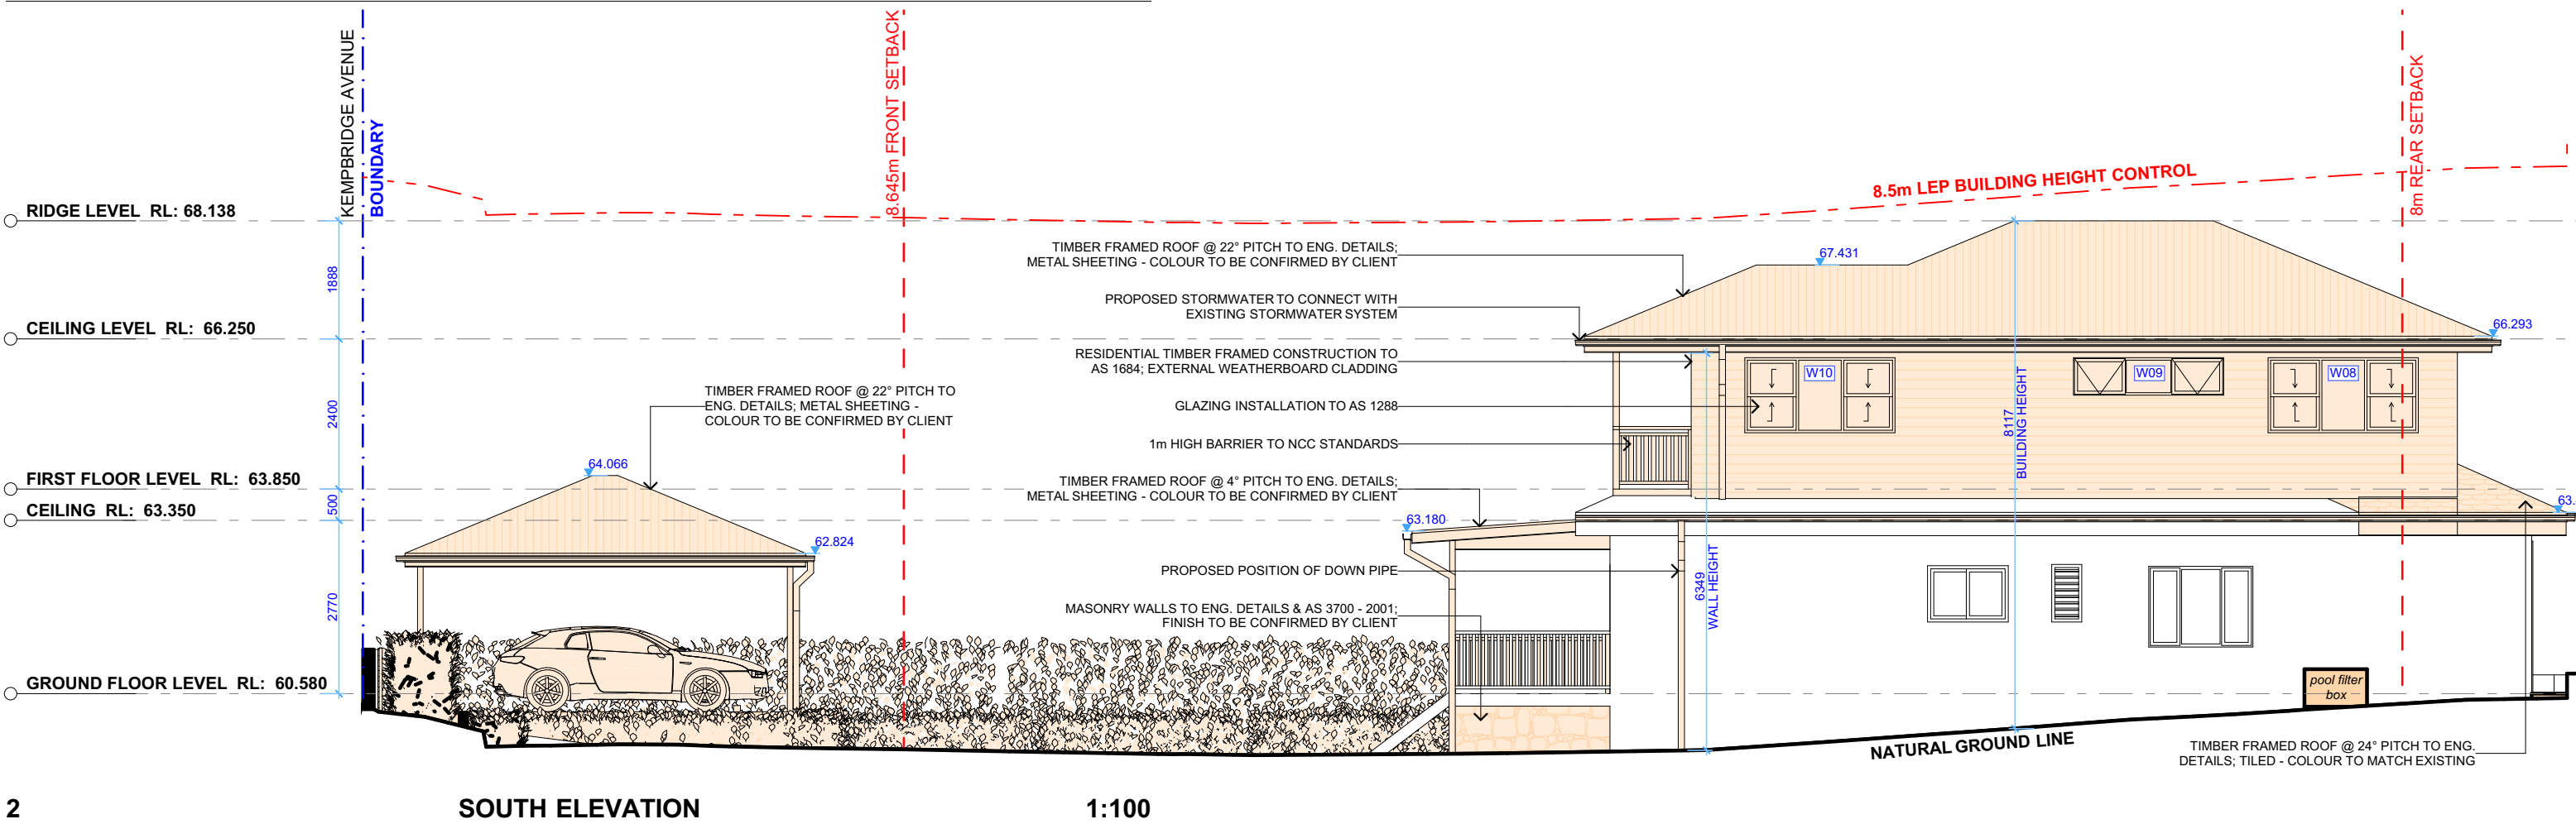 KEMPBRIDGE AVENUE
BOUNDARY
8.645m FRONT SETBACK
8m REAR SETBACK
8.5m LEP BUILDING HEIGHT CONTROL
RIDGE LEVEL RL: 68.138
CEILING LEVEL RL: 66.250
FIRST FLOOR LEVEL RL: 63.850
CEILING RL: 63.350
GROUND FLOOR LEVEL RL: 60.580
1888
2400
500
2770
64.066
62.824
TIMBER FRAMED ROOF @ 22° PITCH TO
ENG. DETAILS; METAL SHEETING -
COLOUR TO BE CONFIRMED BY CLIENT
TIMBER FRAMED ROOF @ 22° PITCH TO ENG. DETAILS;
METAL SHEETING - COLOUR TO BE CONFIRMED BY CLIENT
PROPOSED STORMWATER TO CONNECT WITH
EXISTING STORMWATER SYSTEM
RESIDENTIAL TIMBER FRAMED CONSTRUCTION TO
AS 1684; EXTERNAL WEATHERBOARD CLADDING
GLAZING INSTALLATION TO AS 1288
1m HIGH BARRIER TO NCC STANDARDS
TIMBER FRAMED ROOF @ 4° PITCH TO ENG. DETAILS;
METAL SHEETING - COLOUR TO BE CONFIRMED BY CLIENT
63.180
PROPOSED POSITION OF DOWN PIPE
MASONRY WALLS TO ENG. DETAILS & AS 3700 - 2001;
FINISH TO BE CONFIRMED BY CLIENT
67.431
66.293
W10
W09
W08
8117
BUILDING HEIGHT
6349
WALL HEIGHT
63.
pool filter
box
NATURAL GROUND LINE
TIMBER FRAMED ROOF @ 24° PITCH TO ENG.
DETAILS; TILED - COLOUR TO MATCH EXISTING
2
SOUTH ELEVATION
1:100